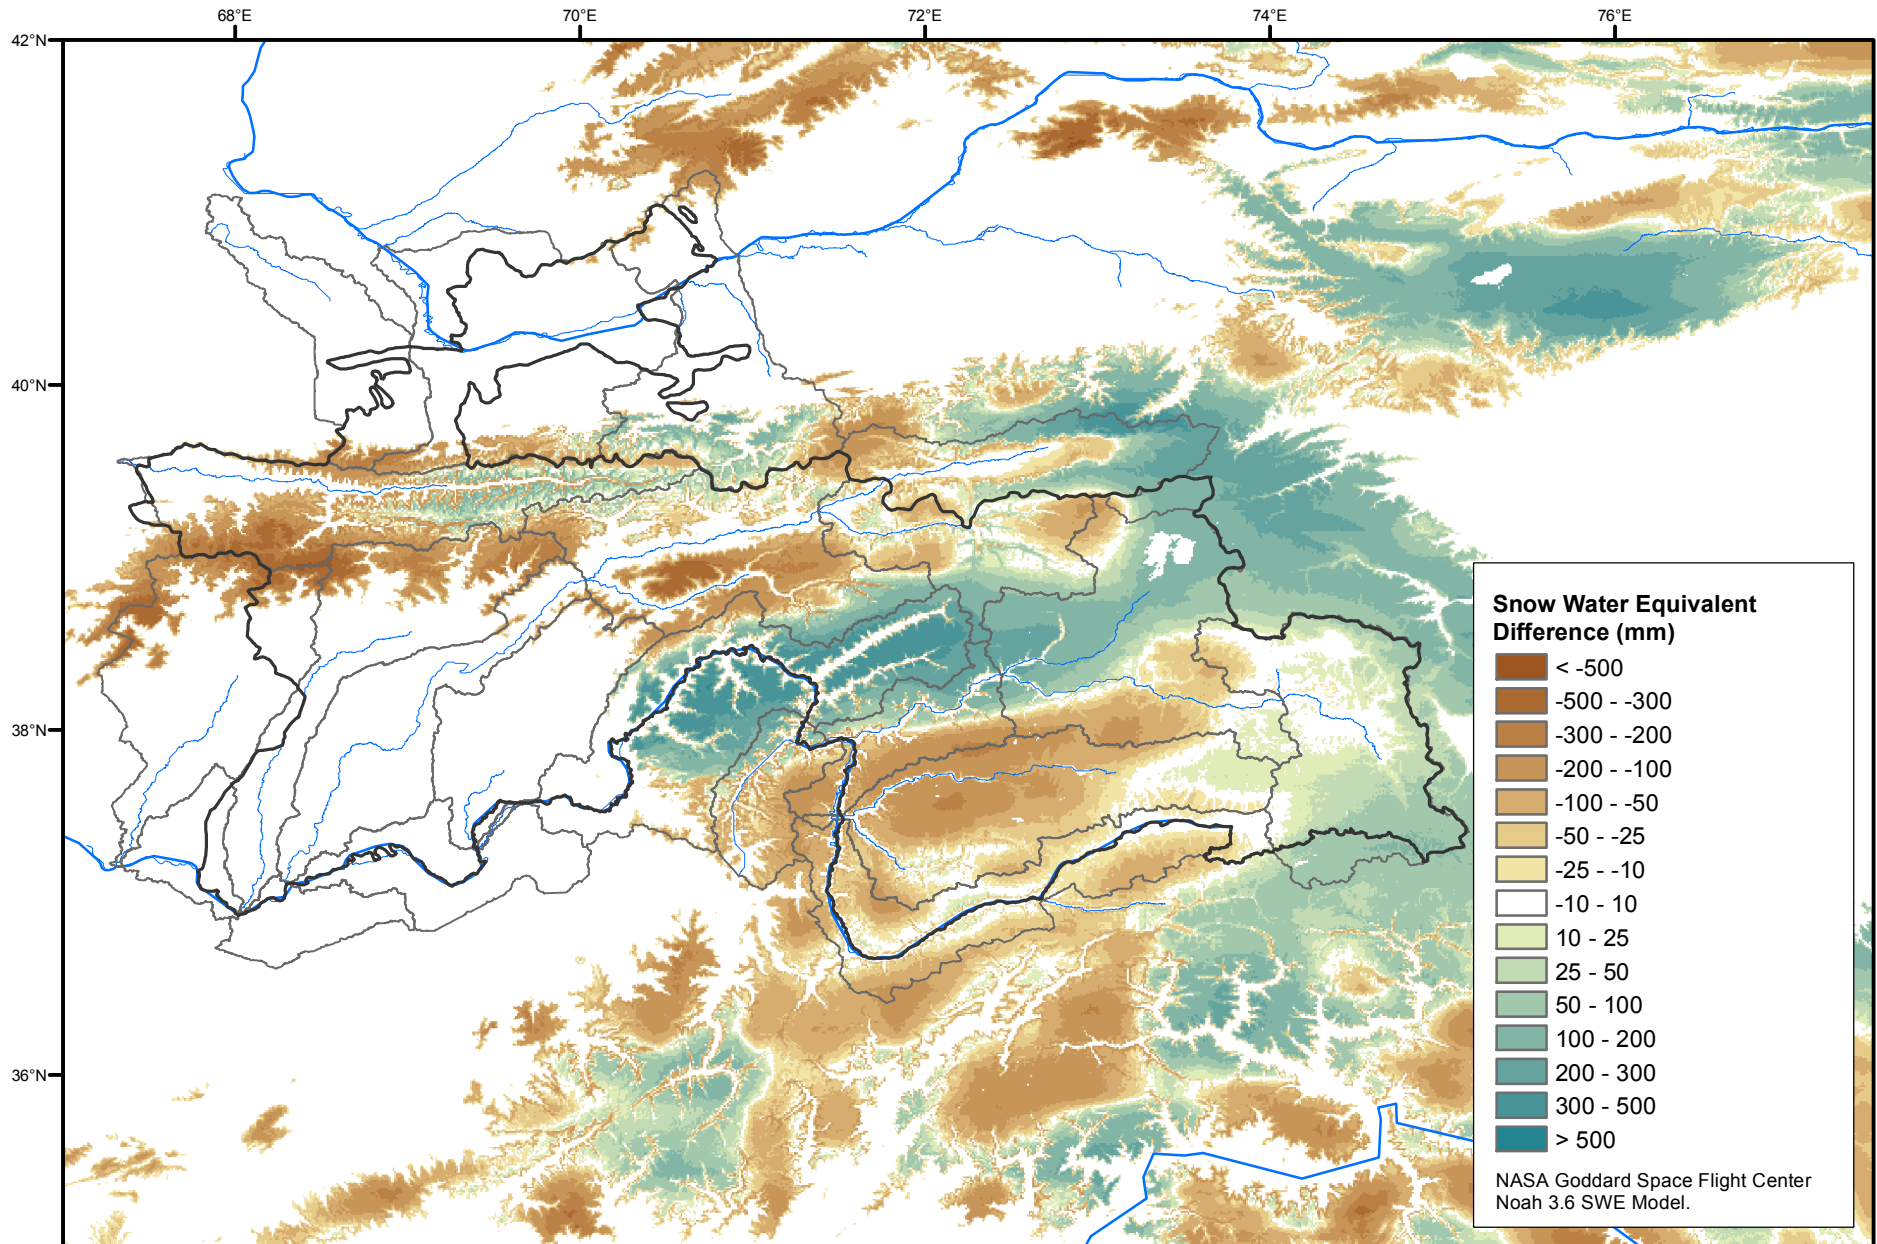 68°E
70°E
72°E
74°E
76°E
42°N
40°N
38°N
36°N
Snow Water Equivalent
Difference (mm)
< -500
-500 - -300
-300 - -200
-200 - -100
-100 - -50
-50 - -25
-25 - -10
-10 - 10
10 - 25
25 - 50
50 - 100
100 - 200
200 - 300
300 - 500
> 500
NASA Goddard Space Flight Center
Noah 3.6 SWE Model.